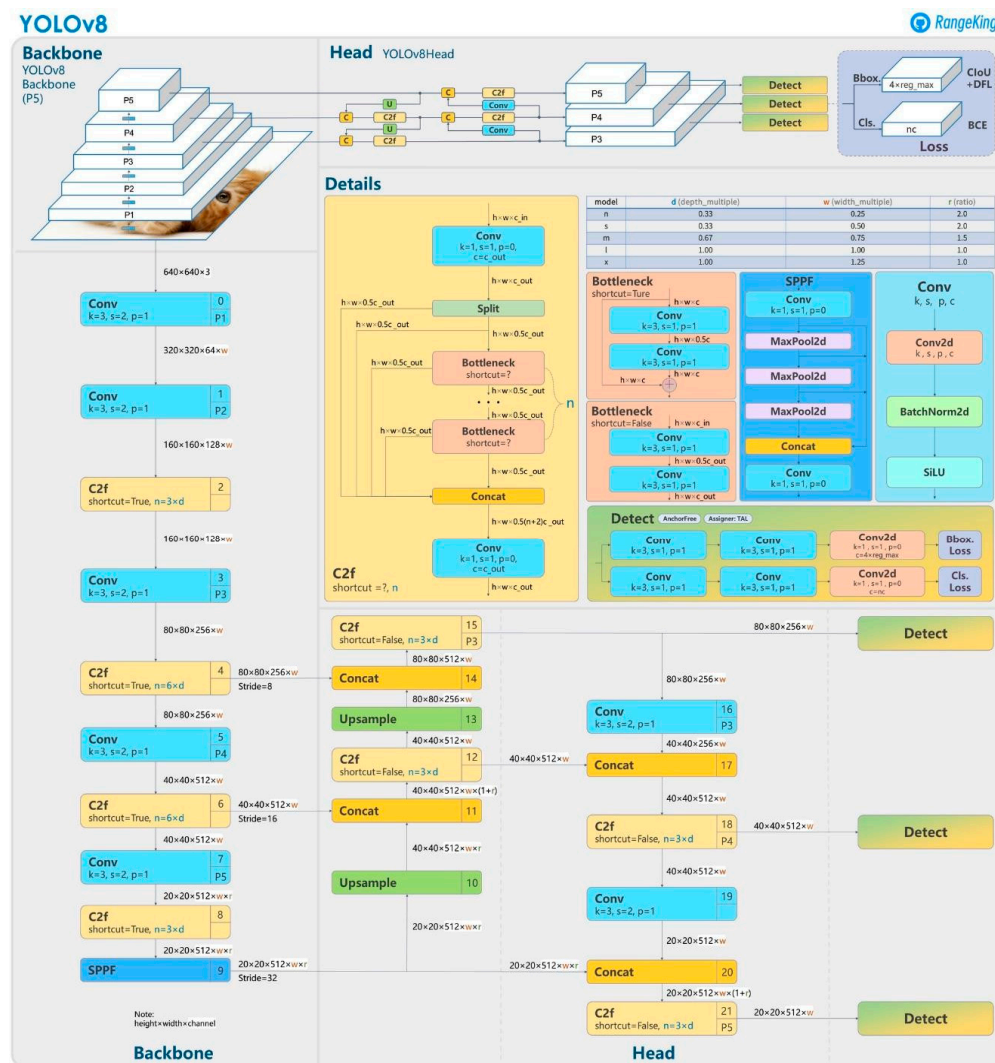 YOLOv8
RangeKing
Backbone
YOLOv8
Backbone
(P5)
P5
P4
P3
P2
P1
Head YOLOv8Head
C
C2f
U
Conv
C
C2f
C
C2f
U
Conv
C
C2f
P5
P4
P3
Detect
Detect
Detect
Bbox.
4×reg_max
CIoU
+DFL
Cls.
nc
BCE
Loss
640×640×3
Conv
k=3, s=2, p=1
0
P1
320×320×64×w
Conv
k=3, s=2, p=1
1
P2
160×160×128×w
C2f
shortcut=True, n=3×d
2
160×160×128×w
Conv
k=3, s=2, p=1
3
P3
80×80×256×w
C2f
shortcut=True, n=6×d
4
80×80×256×w
Stride=8
80×80×256×w
Conv
k=3, s=2, p=1
5
P4
40×40×512×w
C2f
shortcut=True, n=6×d
6
40×40×512×w
Stride=16
40×40×512×w
Conv
k=3, s=2, p=1
7
P5
20×20×512×w×r
C2f
shortcut=True, n=3×d
8
20×20×512×w×r
SPPF
9
20×20×512×w×r
Stride=32
Note:
height×width×channel
Backbone
Details
h×w×c_in
Conv
k=1, s=1, p=0,
c=c_out
h×w×c_out
Split
h×w×0.5c_out
h×w×0.5c_out
h×w×0.5c_out
h×w×0.5c_out
Bottleneck
shortcut=?
h×w×0.5c_out
• • •
n
h×w×0.5c_out
h×w×0.5c_out
Bottleneck
shortcut=?
h×w×0.5c_out
Concat
h×w×0.5(n+2)c_out
Conv
k=1, s=1, p=0,
c=c_out
h×w×c_out
C2f
shortcut =?, n
model d (depth_multiple) w (width_multiple) r (ratio)
n 0.33 0.25 2.0
s 0.33 0.50 2.0
m 0.67 0.75 1.5
l 1.00 1.00 1.0
x 1.00 1.25 1.0
Bottleneck
shortcut=Ture
h×w×c
Conv
k=3, s=1, p=1
h×w×0.5c
Conv
k=3, s=1, p=1
h×w×c
h×w×c
Bottleneck
shortcut=False
h×w×c_in
Conv
k=3, s=1, p=1
h×w×0.5c_out
Conv
k=3, s=1, p=1
h×w×c_out
SPPF
Conv
k=1, s=1, p=0
MaxPool2d
MaxPool2d
MaxPool2d
Concat
Conv
k=1, s=1, p=0
Conv
k, s, p, c
Conv2d
k, s, p, c
BatchNorm2d
SiLU
Detect AnchorFree Assigner: TAL
Conv
k=3, s=1, p=1
Conv
k=3, s=1, p=1
Conv2d
k=1, s=1, p=0
c=4×reg_max
Bbox.
Loss
Conv
k=3, s=1, p=1
Conv
k=3, s=1, p=1
Conv2d
k=1, s=1, p=0
c=nc
Cls.
Loss
C2f
shortcut=False, n=3×d
15
P3
80×80×256×w
Detect
80×80×512×w
Concat
14
80×80×256×w
80×80×512×w
Upsample
13
Conv
k=3, s=2, p=1
16
P3
40×40×512×w
40×40×256×w
C2f
shortcut=False, n=3×d
12
40×40×512×w
Concat
17
40×40×512×w×(1+r)
40×40×512×w
Concat
11
C2f
shortcut=False, n=3×d
18
P4
40×40×512×w
Detect
40×40×512×w×r
40×40×512×w
Upsample
10
Conv
k=3, s=2, p=1
19
20×20×512×w×r
20×20×512×w
20×20×512×w×r
Concat
20
20×20×512×w×(1+r)
C2f
shortcut=False, n=3×d
21
P5
20×20×512×w
Detect
Head